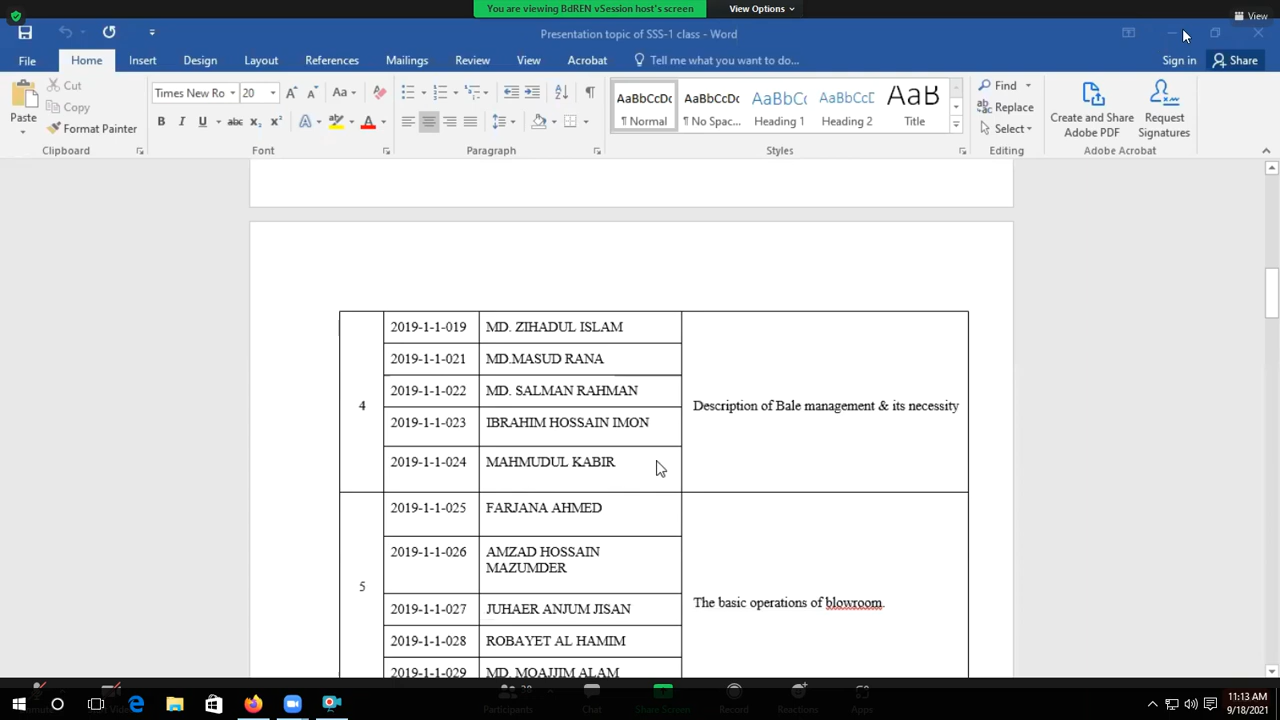 You are viewing BdREN vSession host's screen
View Options
View
Presentation topic of SSS-1 class - Word
File
Home
Insert
Design
Layout
References
Mailings
Review
View
Acrobat
Tell me what you want to do...
Sign in
Share
Paste
Cut
Copy
Format Painter
Clipboard
Times New Ro
20
Font
Paragraph
AaBbCcDc
¶ Normal
AaBbCcDc
¶ No Spac...
AaBbCc
Heading 1
AaBbCcE
Heading 2
AaB
Title
Styles
Find
Replace
Select
Editing
Create and Share
Adobe PDF
Request
Signatures
Adobe Acrobat
4
2019-1-1-019 MD. ZIHADUL ISLAM
2019-1-1-021 MD.MASUD RANA
2019-1-1-022 MD. SALMAN RAHMAN
2019-1-1-023 IBRAHIM HOSSAIN IMON
2019-1-1-024 MAHMUDUL KABIR
Description of Bale management & its necessity
5
2019-1-1-025 FARJANA AHMED
2019-1-1-026 AMZAD HOSSAIN
MAZUMDER
2019-1-1-027 JUHAER ANJUM JISAN
2019-1-1-028 ROBAYET AL HAMIM
2019-1-1-029 MD. MOAJJIM ALAM
The basic operations of blowroom.
Participants
Chat
Share Screen
Record
Reactions
Apps
11:13 AM
9/18/2021